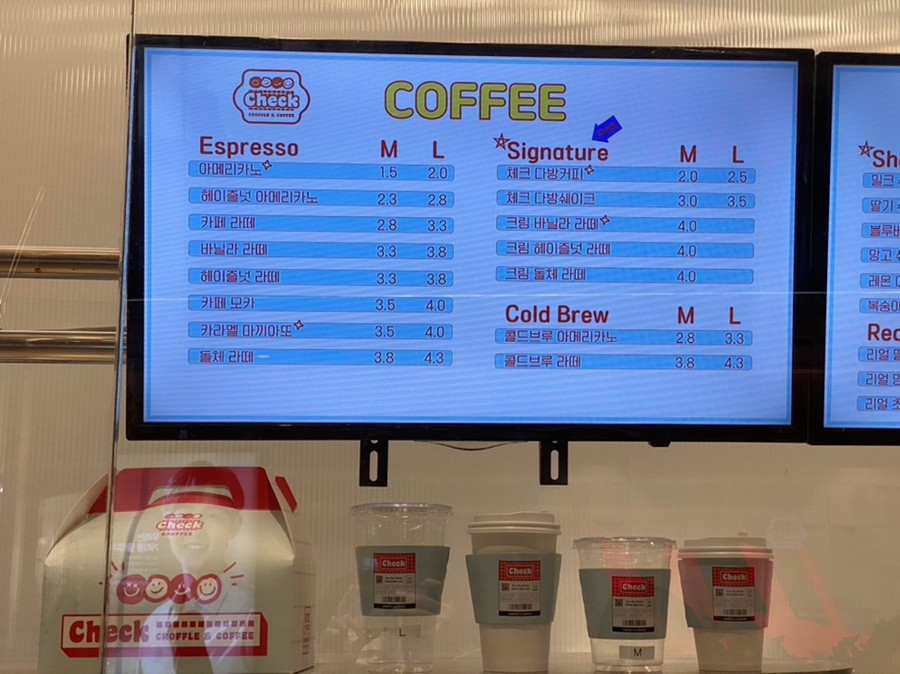 Check
CROFFLE & COFFEE
COFFEE
Espresso M L
아메리카노 1.5 2.0
헤이즐넛 아메리카노 2.3 2.8
카페 라떼 2.8 3.3
바닐라 라떼 3.3 3.8
헤이즐넛 라떼 3.3 3.8
카페 모카 3.5 4.0
카라멜 마끼아또 3.5 4.0
돌체 라떼 3.8 4.3
Signature M L
체크 다방커피 2.0 2.5
체크 다방쉐이크 3.0 3.5
크림 바닐라 라떼 4.0
크림 헤이즐넛 라떼 4.0
크림 돌체 라떼 4.0
Cold Brew M L
콜드브루 아메리카노 2.8 3.3
콜드브루 라떼 3.8 4.3
밀크
딸기
망고
레몬
리얼
리얼
리얼
Check
CROFFLE
Check CROFFLE & COFFEE
Check
L
Check
Check
M
Check